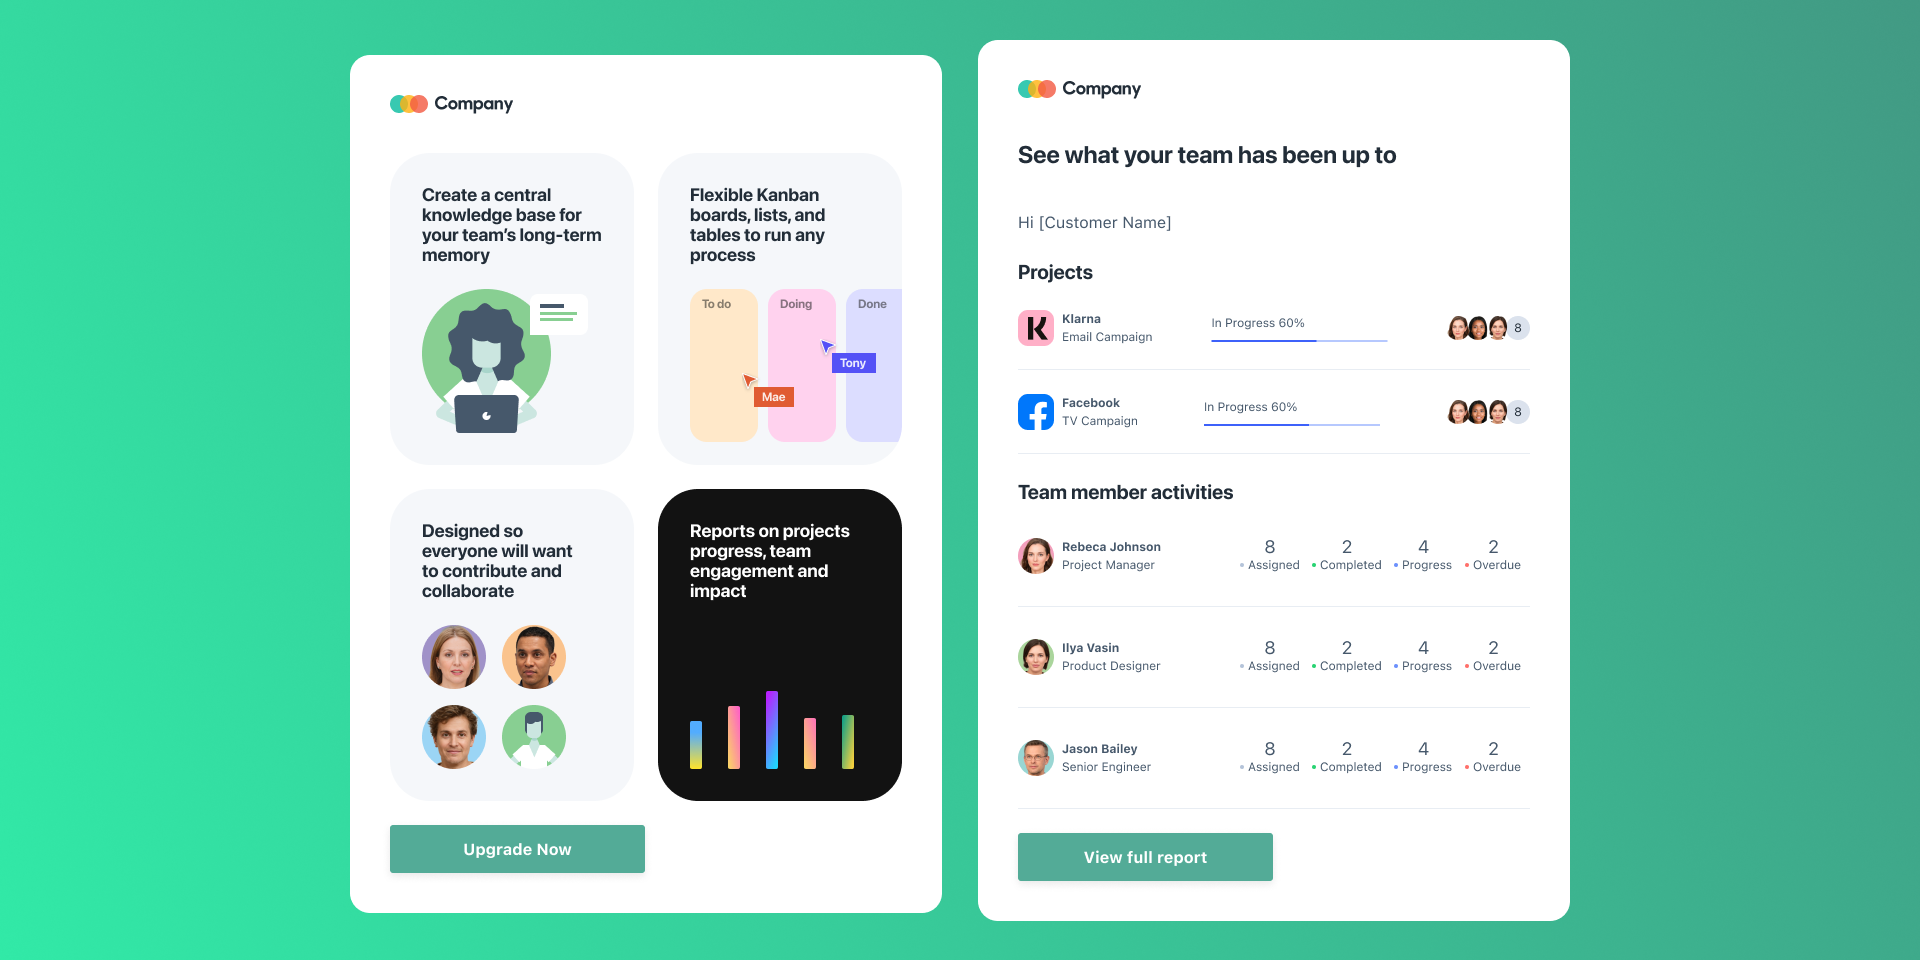 Company
Create a central
knowledge base for
your team's long-term
memory
Flexible Kanban
boards, lists, and
tables to run any
process
To do
Doing
Done
Tony
Mae
Designed so
everyone will want
to contribute and
collaborate
Reports on projects
progress, team
engagement and
impact
Upgrade Now
Company
See what your team has been up to
Hi [Customer Name]
Projects
Klarna
Email Campaign
In Progress 60%
8
Facebook
TV Campaign
In Progress 60%
8
Team member activities
Rebeca Johnson
Project Manager
8 2 4 2
Assigned Completed Progress Overdue
Ilya Vasin
Product Designer
8 2 4 2
Assigned Completed Progress Overdue
Jason Bailey
Senior Engineer
8 2 4 2
Assigned Completed Progress Overdue
View full report